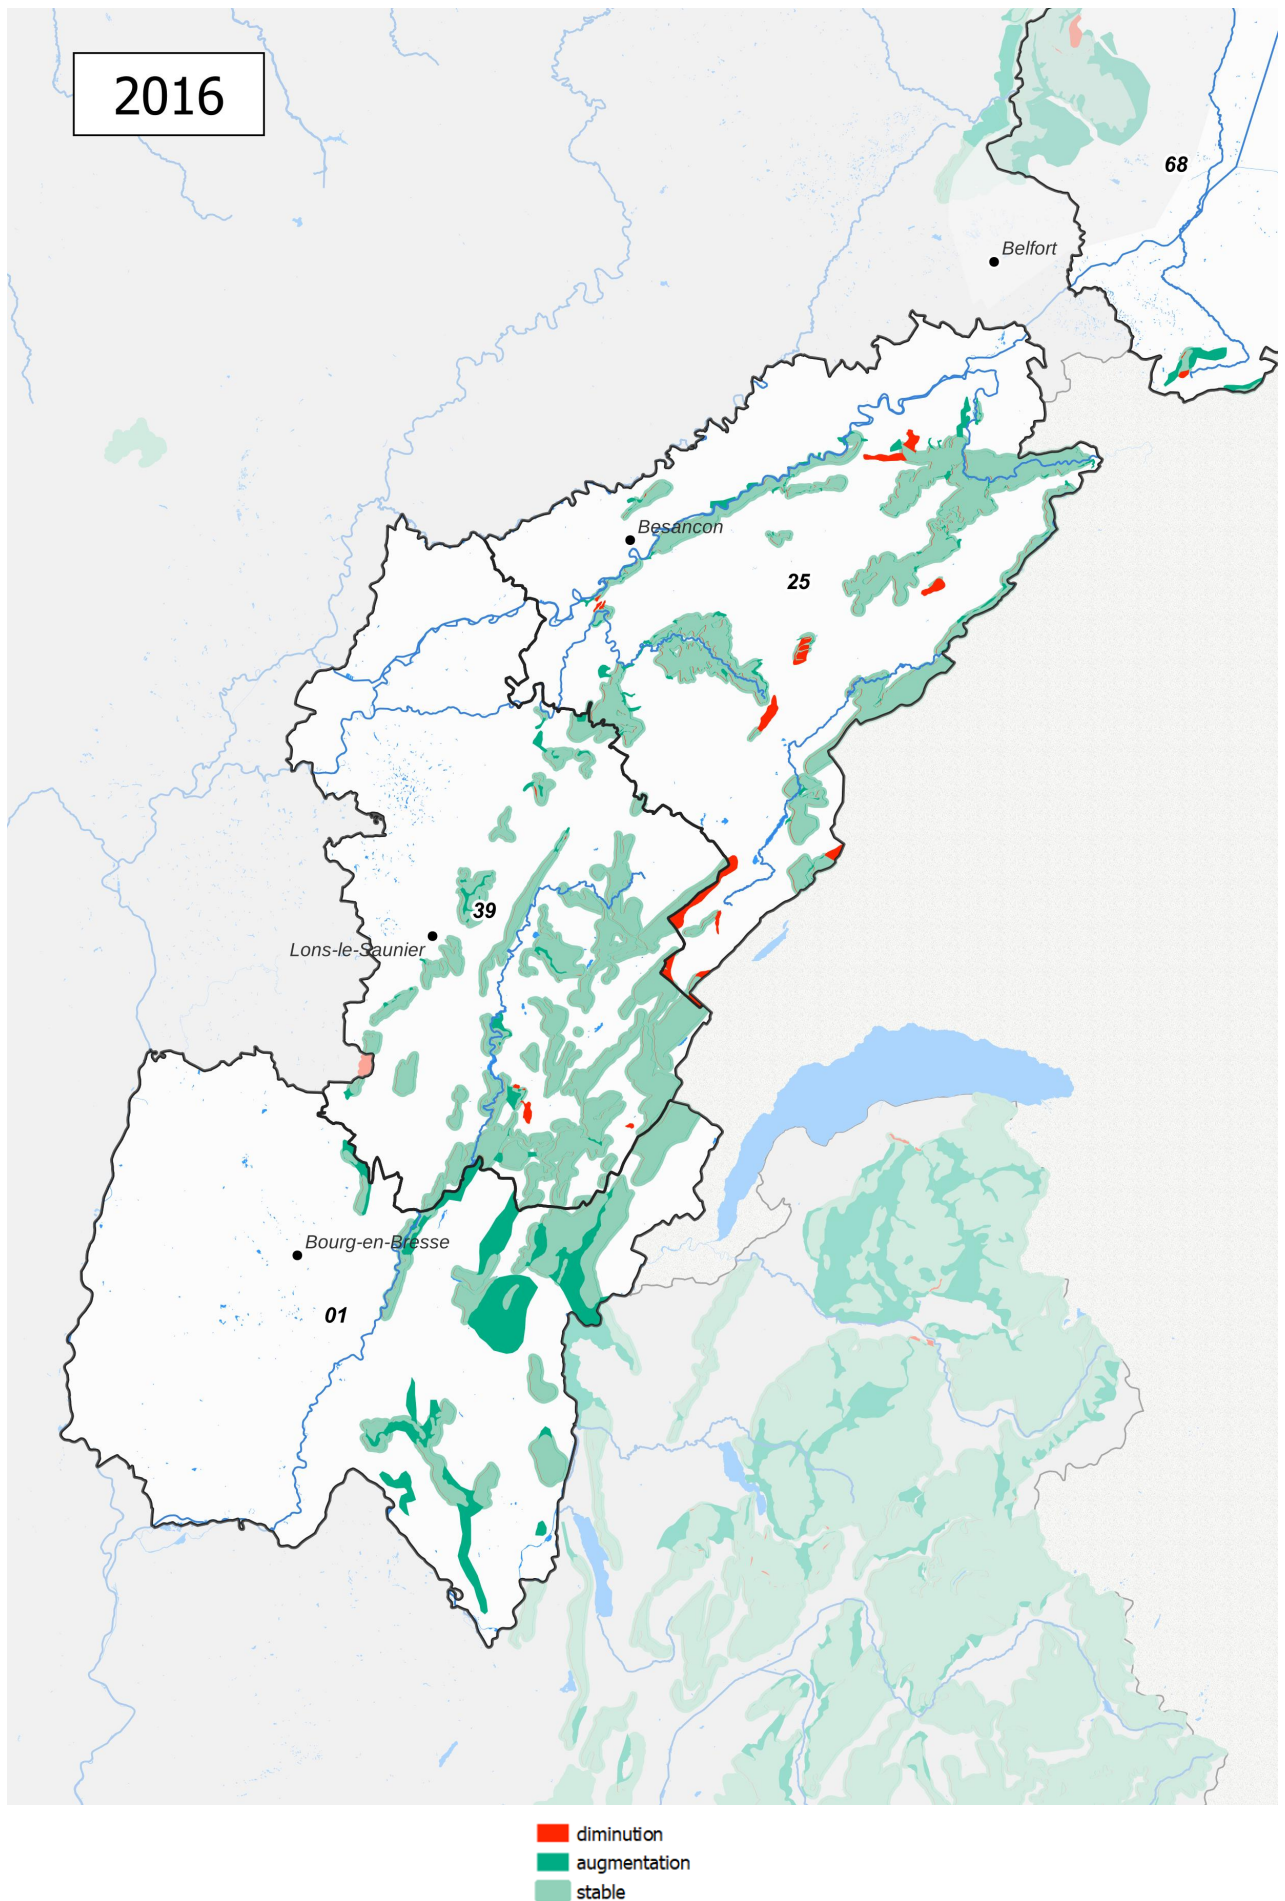 2016
68
Belfort
Besancon
25
39
Lons-le-Saunier
Bourg-en-Bresse
01
diminution
augmentation
stable